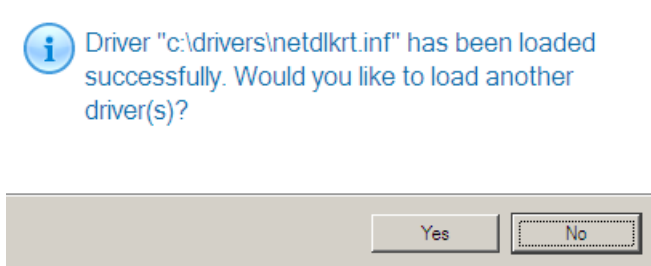 Driver "c:\drivers\netdlkrt.inf" has been loaded
successfully. Would you like to load another
driver(s)?
Yes
No